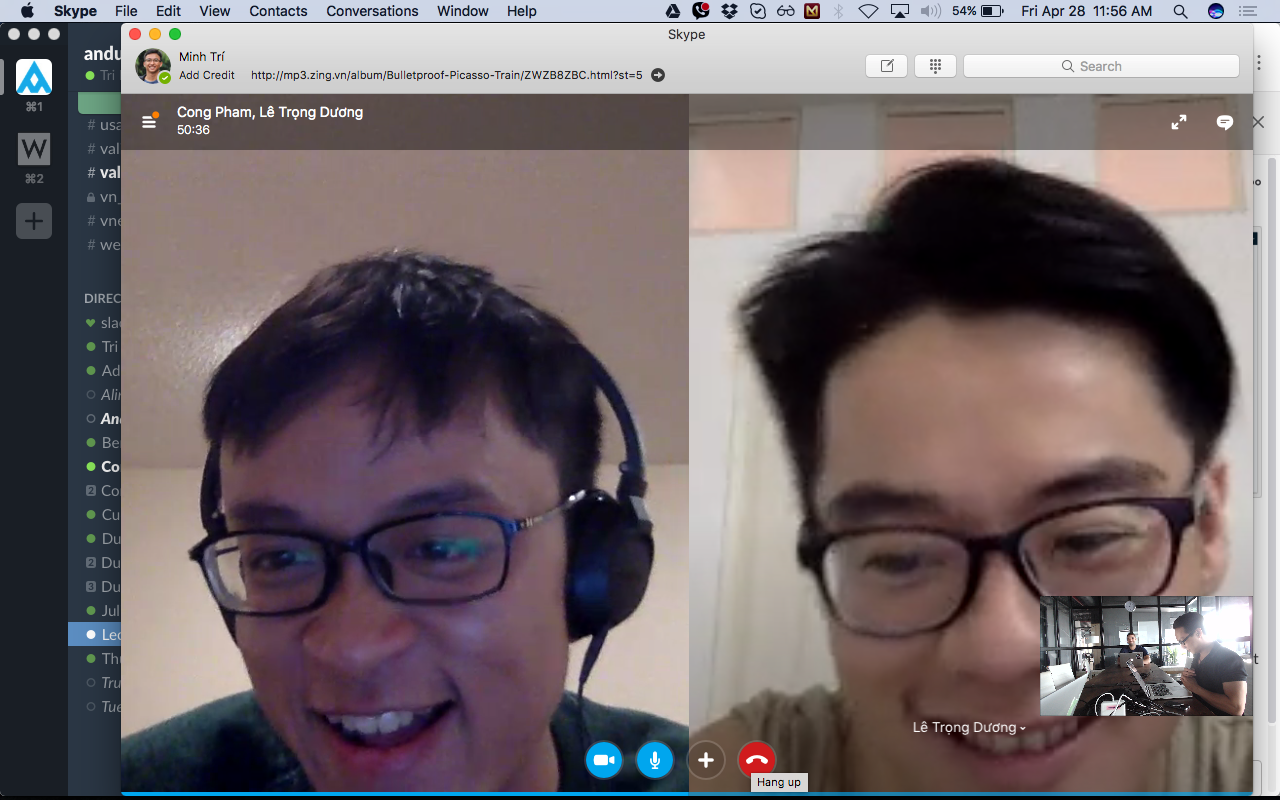 Skype File Edit View Contacts Conversations Window Help 54% Fri Apr 28 11:56 AM
Skype
Minh Trí
Add Credit http://mp3.zing.vn/album/Bulletproof-Picasso-Train/ZWZB8ZBC.html?st=5
Search
Cong Pham, Lê Trọng Dương
50:36
andu
Tri
⌘1
# usa
# val
W
# val
⌘2
vn_
# vne
# we
DIREC
slac
Tri
Ad
Alin
And
Be
Co
2 Co
Cu
Du
2 Du
3 Du
Jul
Leo
Thu
Tru
Tue
Lê Trọng Dương
Hang up